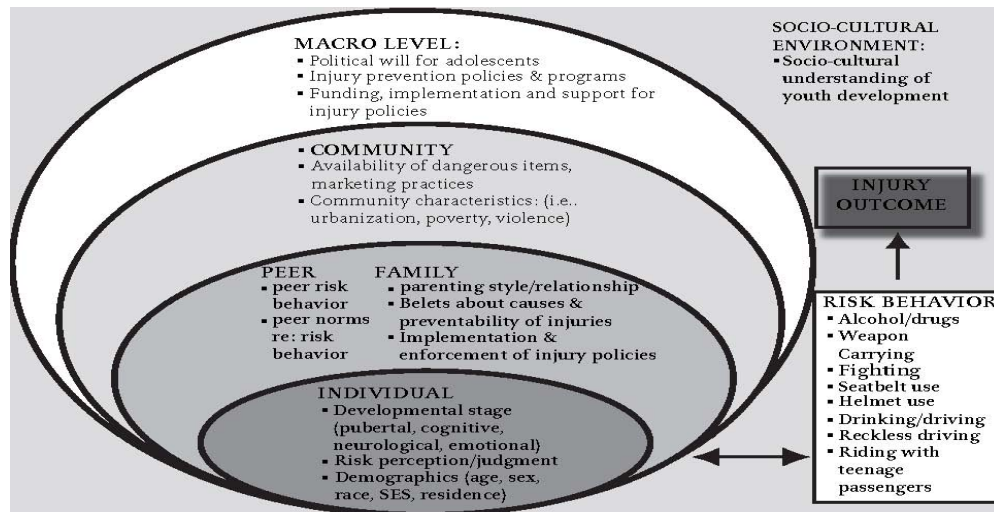 MACRO LEVEL:
▪ Political will for adolescents
▪ Injury prevention policies & programs
▪ Funding, implementation and support for
injury policies
SOCIO-CULTURAL
ENVIRONMENT:
▪ Socio-cultural
understanding of
youth development
▪ COMMUNITY
▪ Availability of dangerous items,
marketing practices
▪ Community characteristics: (i.e..
urbanization, poverty, violence)
PEER
▪ peer risk
behavior
▪ peer norms
re: risk
behavior
FAMILY
▪ parenting style/relationship
▪ Belets about causes &
preventability of injuries
▪ Implementation &
enforcement of injury policies
INDIVIDUAL
▪ Developmental stage
(pubertal, cognitive,
neurological, emotional)
▪ Risk perception/judgment
▪ Demographics (age, sex,
race, SES, residence)
INJURY
OUTCOME
RISK BEHAVIOR
▪ Alcohol/drugs
▪ Weapon
Carrying
▪ Fighting
▪ Seatbelt use
▪ Helmet use
▪ Drinking/driving
▪ Reckless driving
▪ Riding with
teenage
passengers